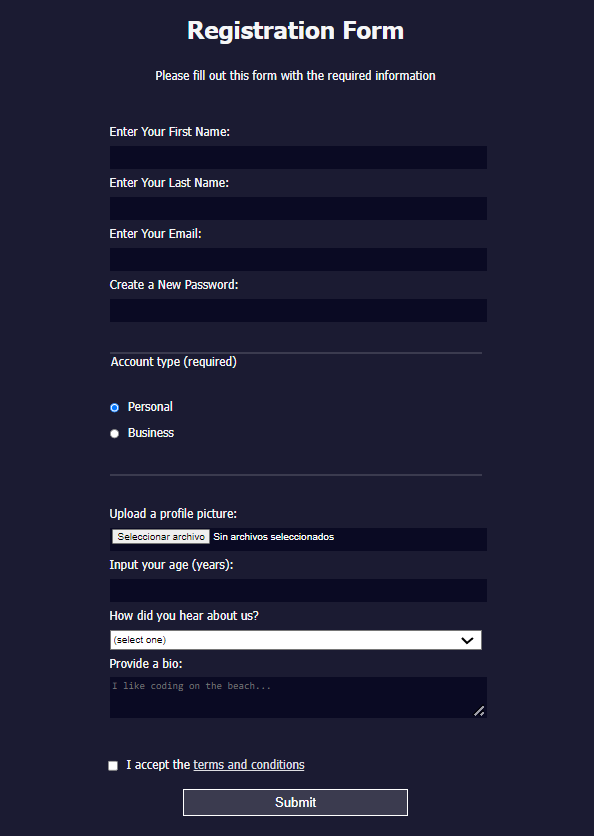 Registration Form
Please fill out this form with the required information
Enter Your First Name:
Enter Your Last Name:
Enter Your Email:
Create a New Password:
Account type (required)
Personal
Business
Upload a profile picture:
Seleccionar archivo Sin archivos seleccionados
Input your age (years):
How did you hear about us?
(select one)
Provide a bio:
I like coding on the beach...
I accept the terms and conditions
Submit